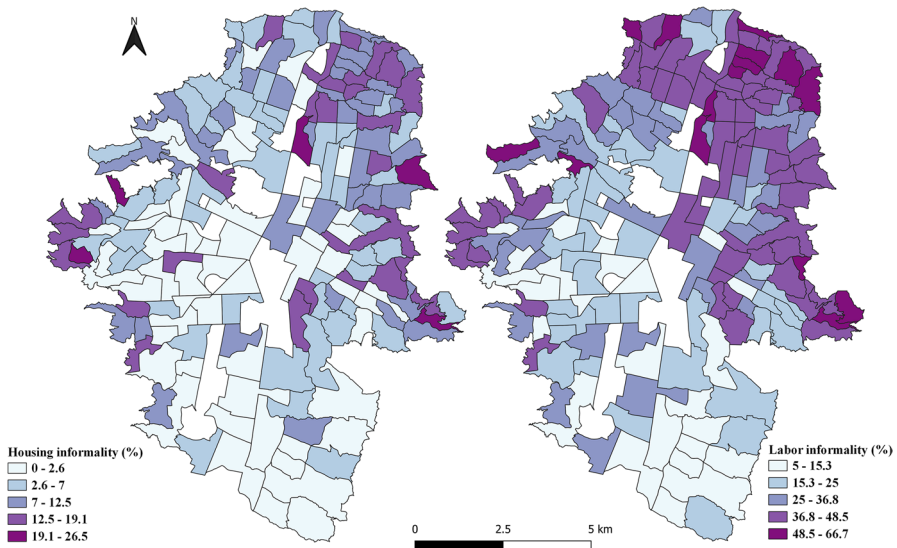 N
Housing informality (%)
0 - 2.6
2.6 - 7
7 - 12.5
12.5 - 19.1
19.1 - 26.5
0 2.5 5 km
Labor informality (%)
5 - 15.3
15.3 - 25
25 - 36.8
36.8 - 48.5
48.5 - 66.7